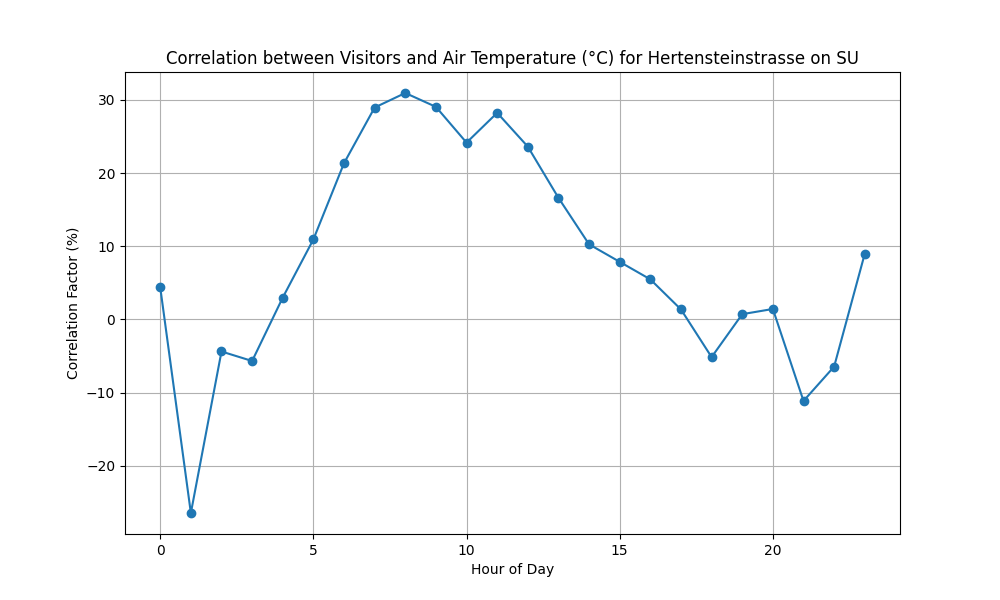 Correlation between Visitors and Air Temperature (°C) for Hertensteinstrasse on SU
Correlation Factor (%)
30
20
10
0
−10
−20
0 5 10 15 20
Hour of Day